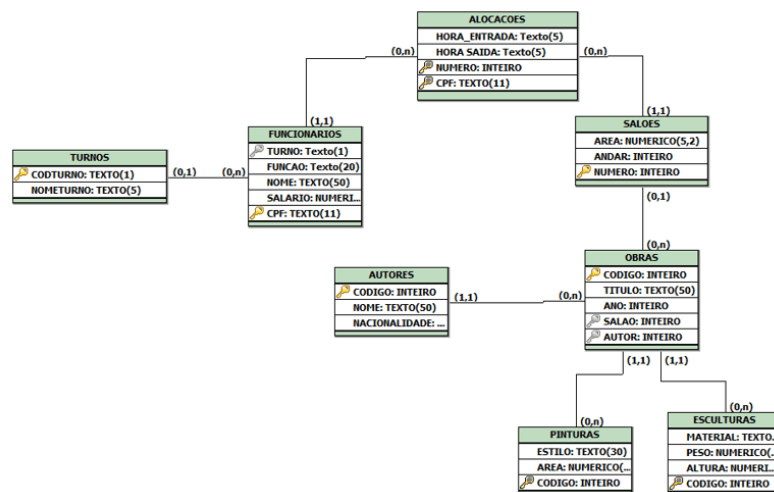 ALOCACOES
HORA_ENTRADA: Texto(5)
HORA SAIDA: Texto(5)
NUMERO: INTEIRO
CPF: TEXTO(11)
(0,n)
(0,n)
(1,1)
(1,1)
FUNCIONARIOS
TURNO: Texto(1)
FUNCAO: Texto(20)
NOME: TEXTO(50)
SALARIO: NUMERI...
CPF: TEXTO(11)
SALOES
AREA: NUMERICO(5,2)
ANDAR: INTEIRO
NUMERO: INTEIRO
TURNOS
CODTURNO: TEXTO(1)
NOMETURNO: TEXTO(5)
(0,1)
(0,n)
(0,1)
(0,n)
OBRAS
CODIGO: INTEIRO
TITULO: TEXTO(50)
ANO: INTEIRO
SALAO: INTEIRO
AUTOR: INTEIRO
AUTORES
CODIGO: INTEIRO
NOME: TEXTO(50)
NACIONALIDADE: ...
(1,1)
(0,n)
(1,1)
(1,1)
(0,n)
(0,n)
PINTURAS
ESTILO: TEXTO(30)
AREA: NUMERICO(...
CODIGO: INTEIRO
ESCULTURAS
MATERIAL: TEXTO...
PESO: NUMERICO(...
ALTURA: NUMERI...
CODIGO: INTEIRO